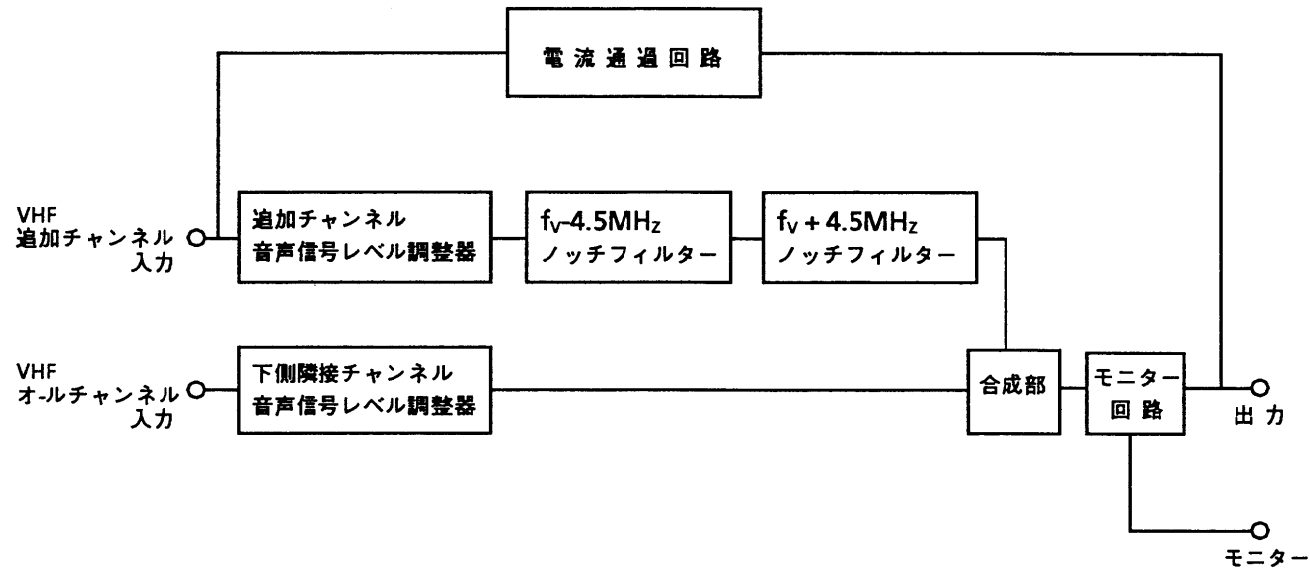 電流通過回路
VHF
追加チャンネル
入力
追加チャンネル
音声信号レベル調整器
fV-4.5MHz
ノッチフィルター
fV + 4.5MHz
ノッチフィルター
VHF
オールチャンネル
入力
下側隣接チャンネル
音声信号レベル調整器
合成部
モニター
回路
出力
モニター